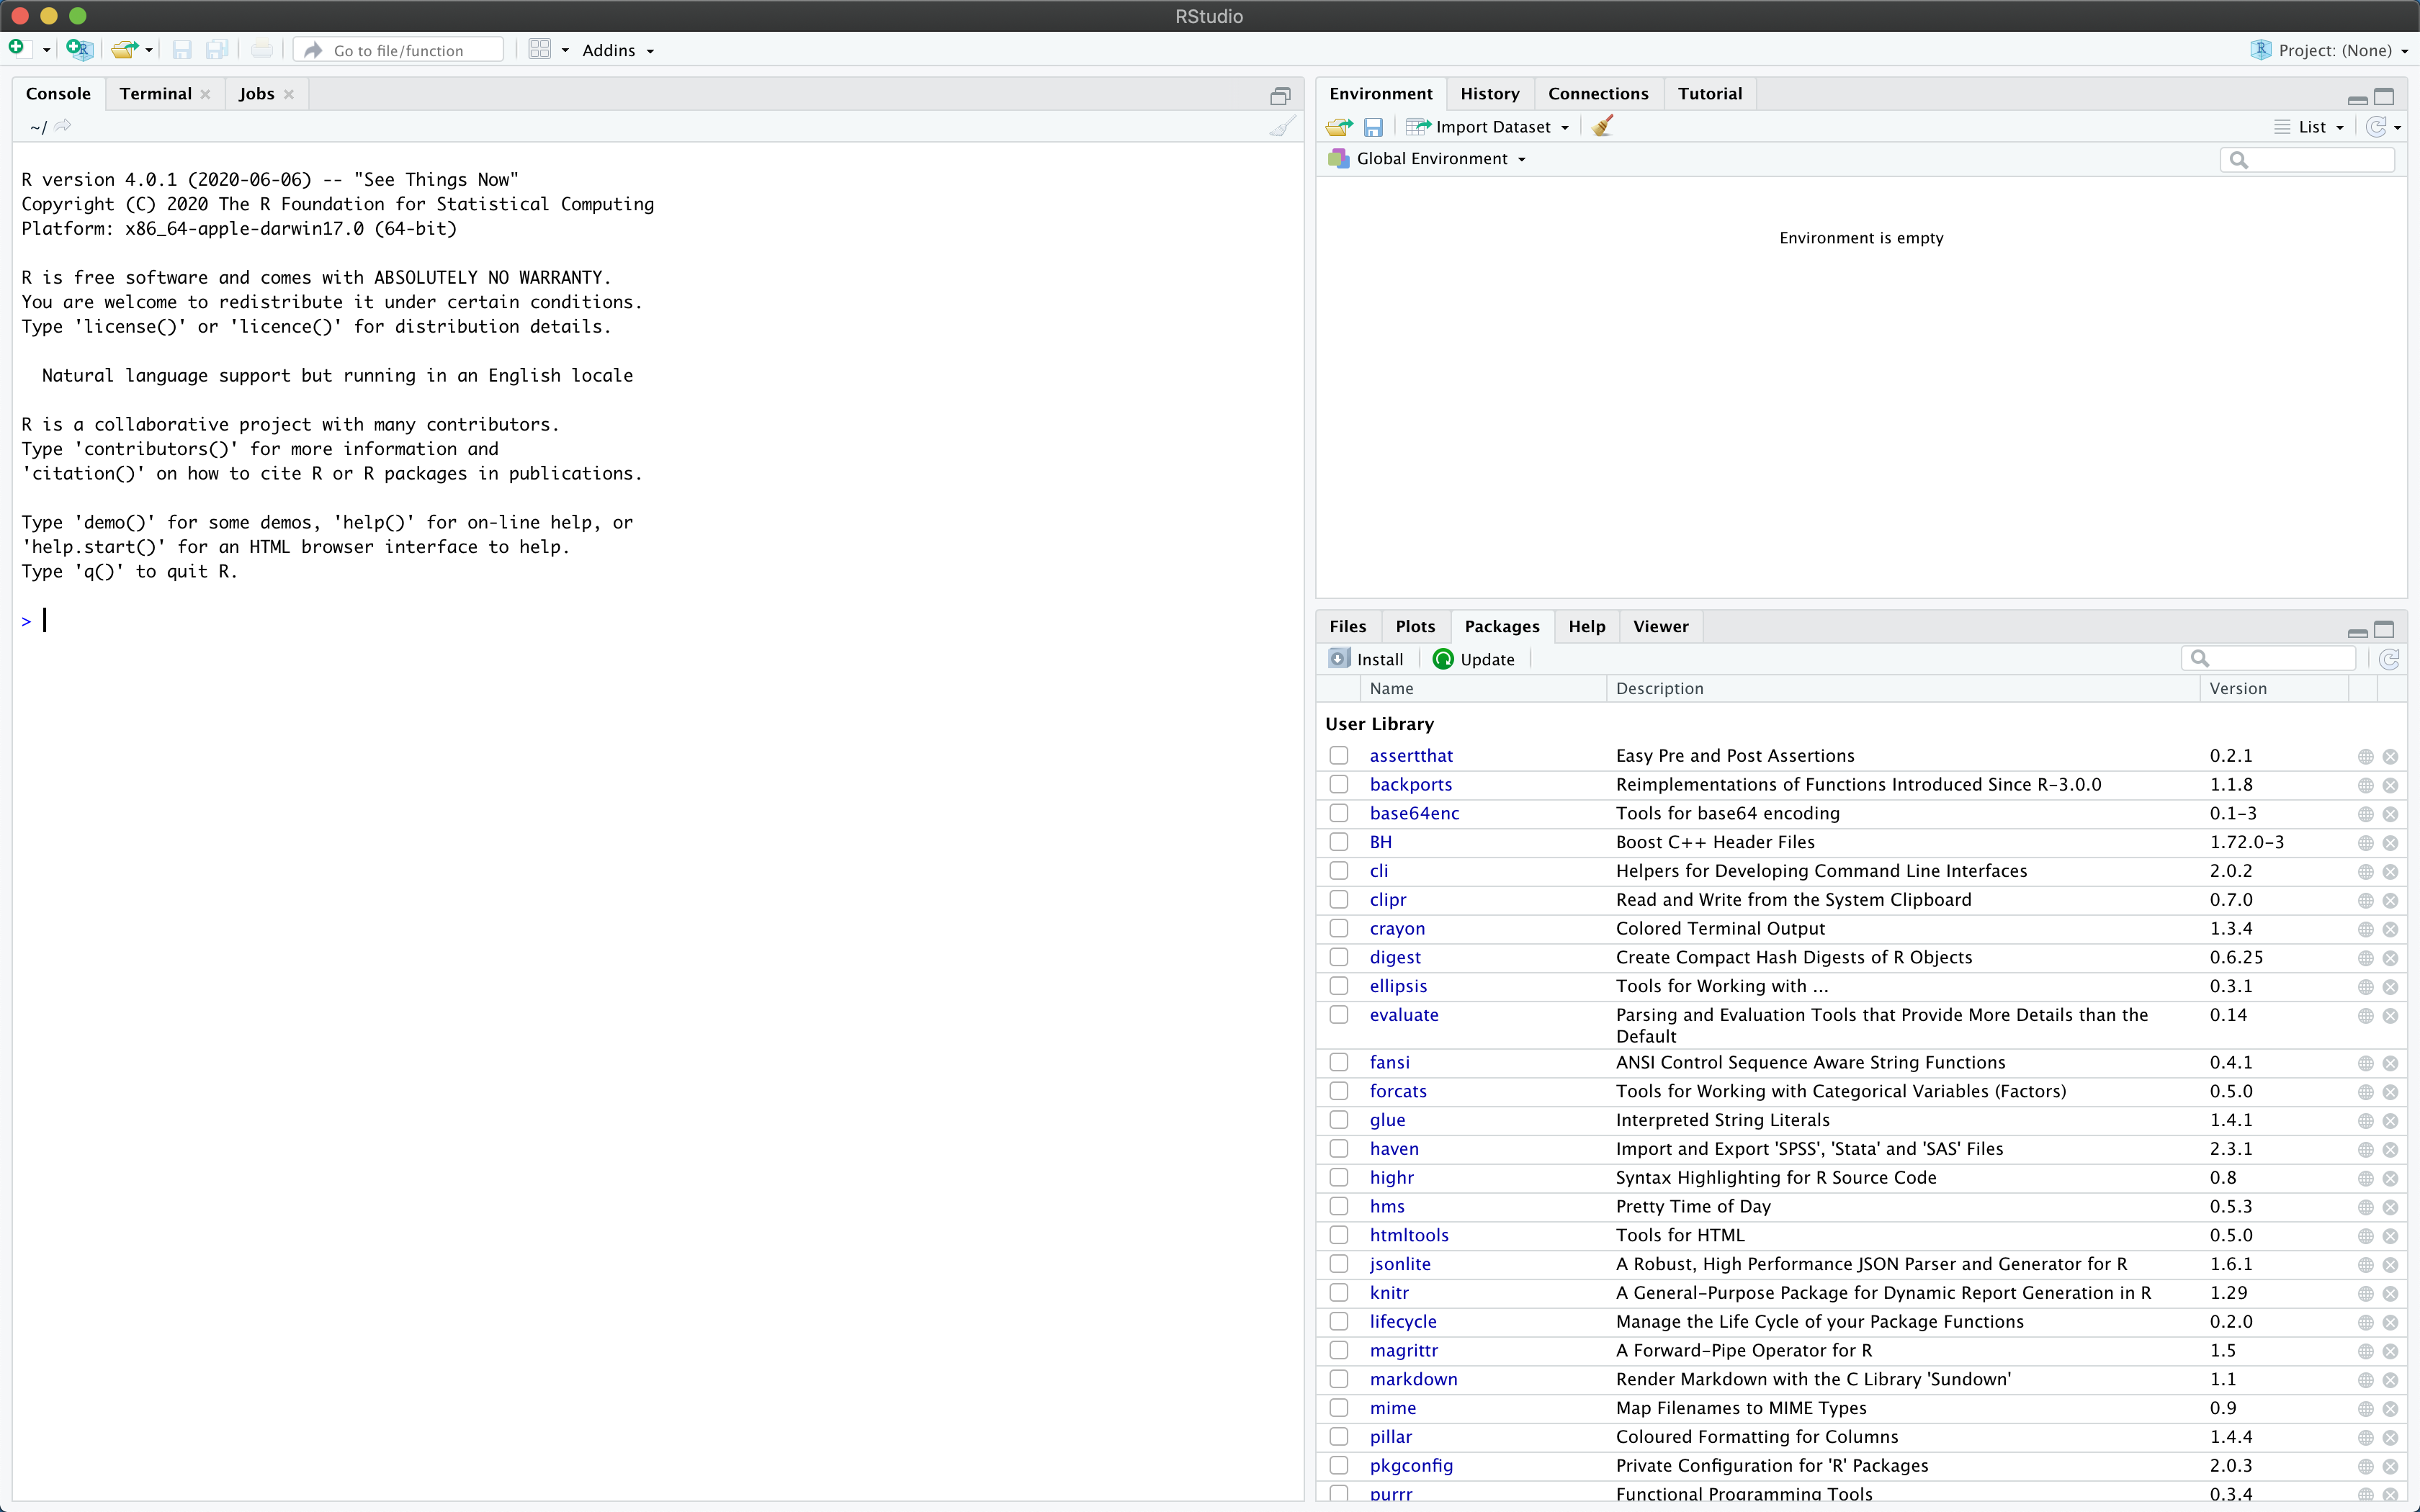 RStudio
Go to file/function
Addins
Project: (None)
Console Terminal Jobs
~/
R version 4.0.1 (2020-06-06) -- "See Things Now"
Copyright (C) 2020 The R Foundation for Statistical Computing
Platform: x86_64-apple-darwin17.0 (64-bit)
R is free software and comes with ABSOLUTELY NO WARRANTY.
You are welcome to redistribute it under certain conditions.
Type 'license()' or 'licence()' for distribution details.
Natural language support but running in an English locale
R is a collaborative project with many contributors.
Type 'contributors()' for more information and
'citation()' on how to cite R or R packages in publications.
Type 'demo()' for some demos, 'help()' for on-line help, or
'help.start()' for an HTML browser interface to help.
Type 'q()' to quit R.
>
Environment History Connections Tutorial
Import Dataset List
Global Environment
Environment is empty
Files Plots Packages Help Viewer
Install Update
Name Description Version
User Library
assertthat Easy Pre and Post Assertions 0.2.1
backports Reimplementations of Functions Introduced Since R-3.0.0 1.1.8
base64enc Tools for base64 encoding 0.1-3
BH Boost C++ Header Files 1.72.0-3
cli Helpers for Developing Command Line Interfaces 2.0.2
clipr Read and Write from the System Clipboard 0.7.0
crayon Colored Terminal Output 1.3.4
digest Create Compact Hash Digests of R Objects 0.6.25
ellipsis Tools for Working with ... 0.3.1
evaluate Parsing and Evaluation Tools that Provide More Details than the 0.14
Default
fansi ANSI Control Sequence Aware String Functions 0.4.1
forcats Tools for Working with Categorical Variables (Factors) 0.5.0
glue Interpreted String Literals 1.4.1
haven Import and Export 'SPSS', 'Stata' and 'SAS' Files 2.3.1
highr Syntax Highlighting for R Source Code 0.8
hms Pretty Time of Day 0.5.3
htmltools Tools for HTML 0.5.0
jsonlite A Robust, High Performance JSON Parser and Generator for R 1.6.1
knitr A General-Purpose Package for Dynamic Report Generation in R 1.29
lifecycle Manage the Life Cycle of your Package Functions 0.2.0
magrittr A Forward-Pipe Operator for R 1.5
markdown Render Markdown with the C Library 'Sundown' 1.1
mime Map Filenames to MIME Types 0.9
pillar Coloured Formatting for Columns 1.4.4
pkgconfig Private Configuration for 'R' Packages 2.0.3
purrr Functional Programming Tools 0.3.4